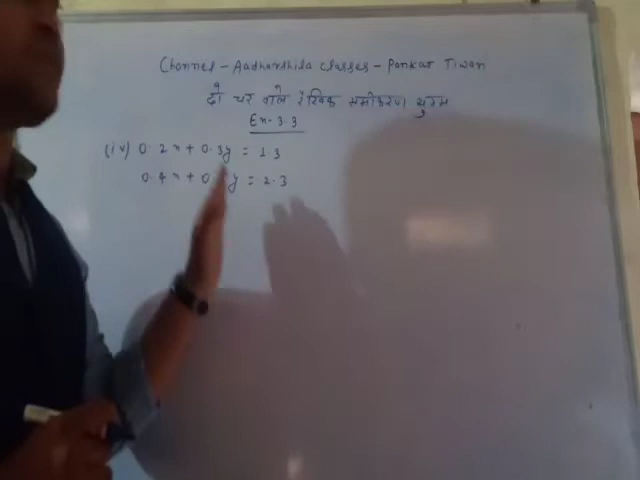 Channel - Aadharshila classes - Pankaj Tiwari
दो चर वाले रैखिक समीकरण युग्म
Ex-3.3
(iv) 0.2x + 0.3y = 1.3
0.4x + 0. y = 2.3